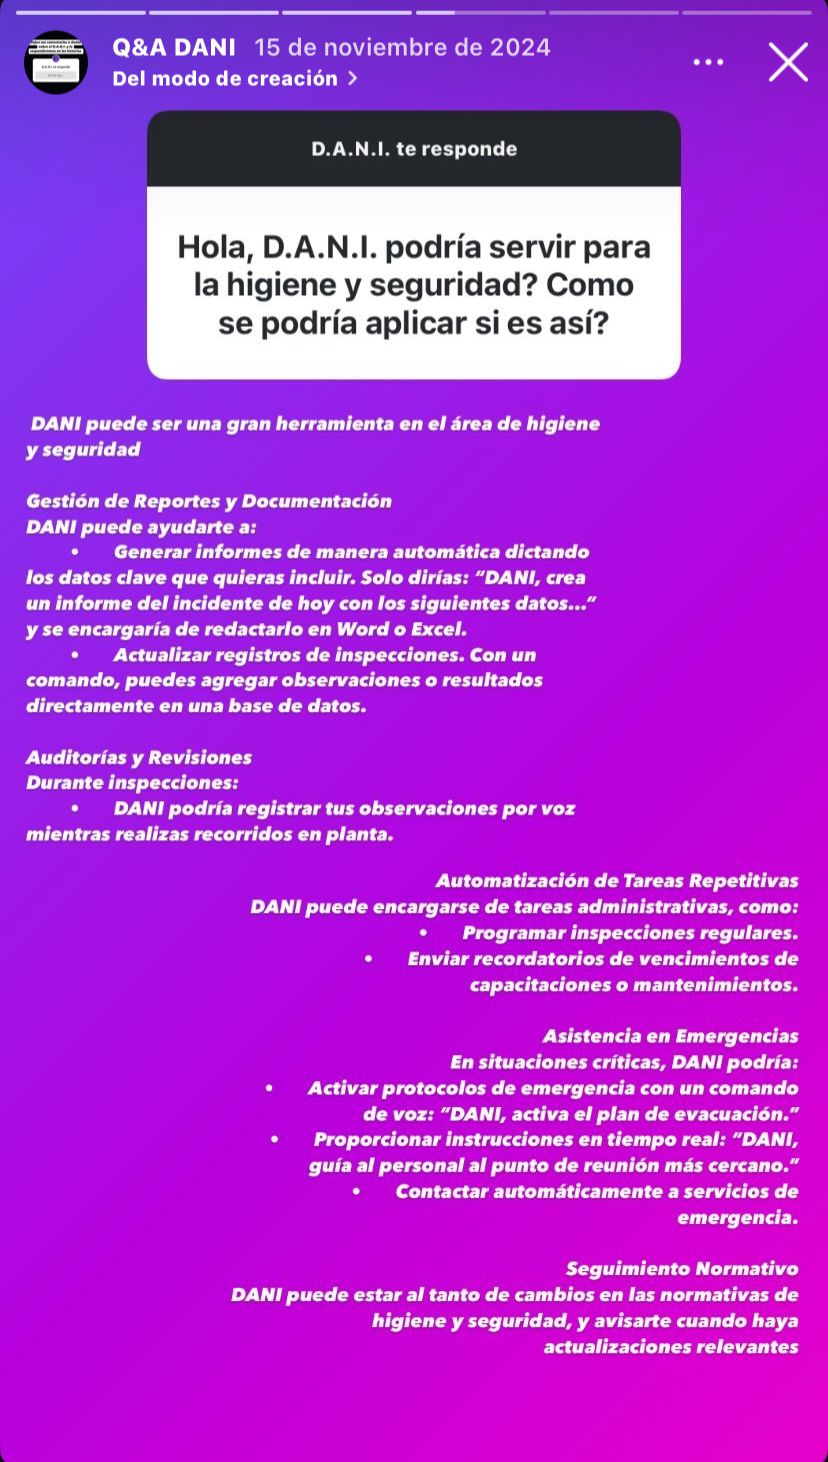 Q&A DANI 15 de noviembre de 2024
Del modo de creación >
D.A.N.I. te responde
Hola, D.A.N.I. podría servir para
la higiene y seguridad? Como
se podría aplicar si es así?
DANI puede ser una gran herramienta en el área de higiene
y seguridad
Gestión de Reportes y Documentación
DANI puede ayudarte a:
• Generar informes de manera automática dictando
los datos clave que quieras incluir. Solo dirías: “DANI, crea
un informe del incidente de hoy con los siguientes datos...”
y se encargaría de redactarlo en Word o Excel.
• Actualizar registros de inspecciones. Con un
comando, puedes agregar observaciones o resultados
directamente en una base de datos.
Auditorías y Revisiones
Durante inspecciones:
• DANI podría registrar tus observaciones por voz
mientras realizas recorridos en planta.
Automatización de Tareas Repetitivas
DANI puede encargarse de tareas administrativas, como:
• Programar inspecciones regulares.
• Enviar recordatorios de vencimientos de
capacitaciones o mantenimientos.
Asistencia en Emergencias
En situaciones críticas, DANI podría:
• Activar protocolos de emergencia con un comando
de voz: “DANI, activa el plan de evacuación.”
• Proporcionar instrucciones en tiempo real: “DANI,
guía al personal al punto de reunión más cercano.”
• Contactar automáticamente a servicios de
emergencia.
Seguimiento Normativo
DANI puede estar al tanto de cambios en las normativas de
higiene y seguridad, y avisarte cuando haya
actualizaciones relevantes